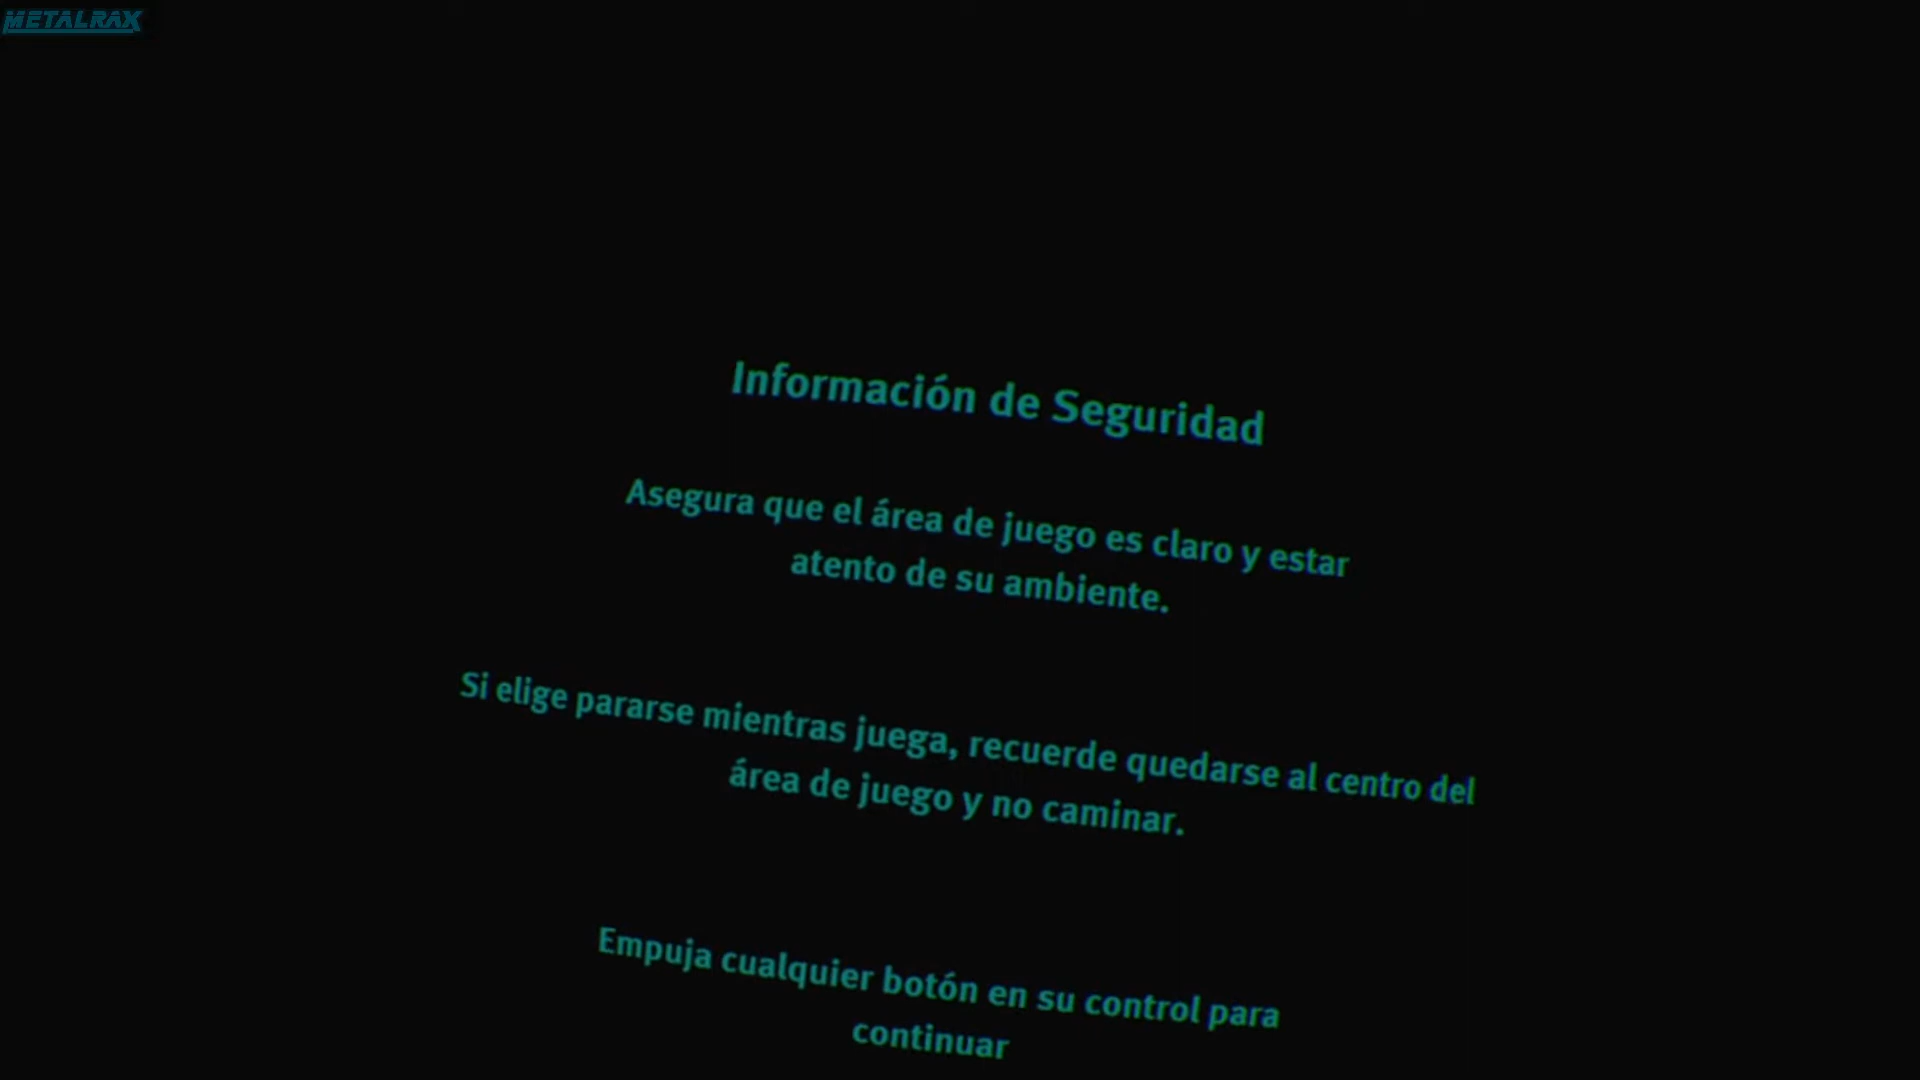 METALRAX
Información de Seguridad
Asegura que el área de juego es claro y estar
atento de su ambiente.
Si elige pararse mientras juega, recuerde quedarse al centro del
área de juego y no caminar.
Empuja cualquier botón en su control para
continuar